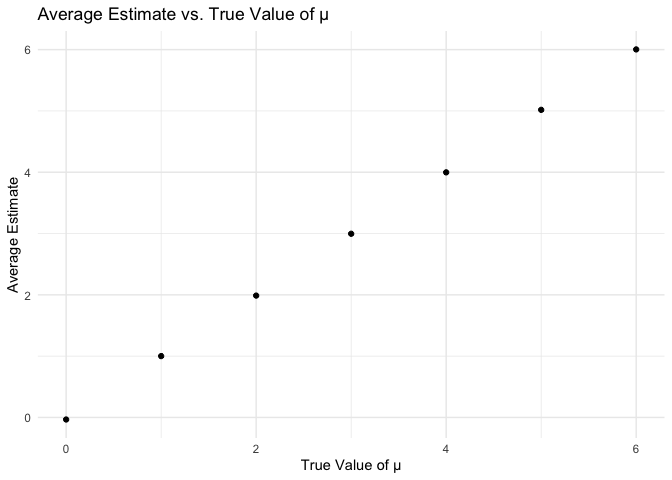 Average Estimate vs. True Value of μ
6
4
2
0
Average Estimate
0 2 4 6
True Value of μ